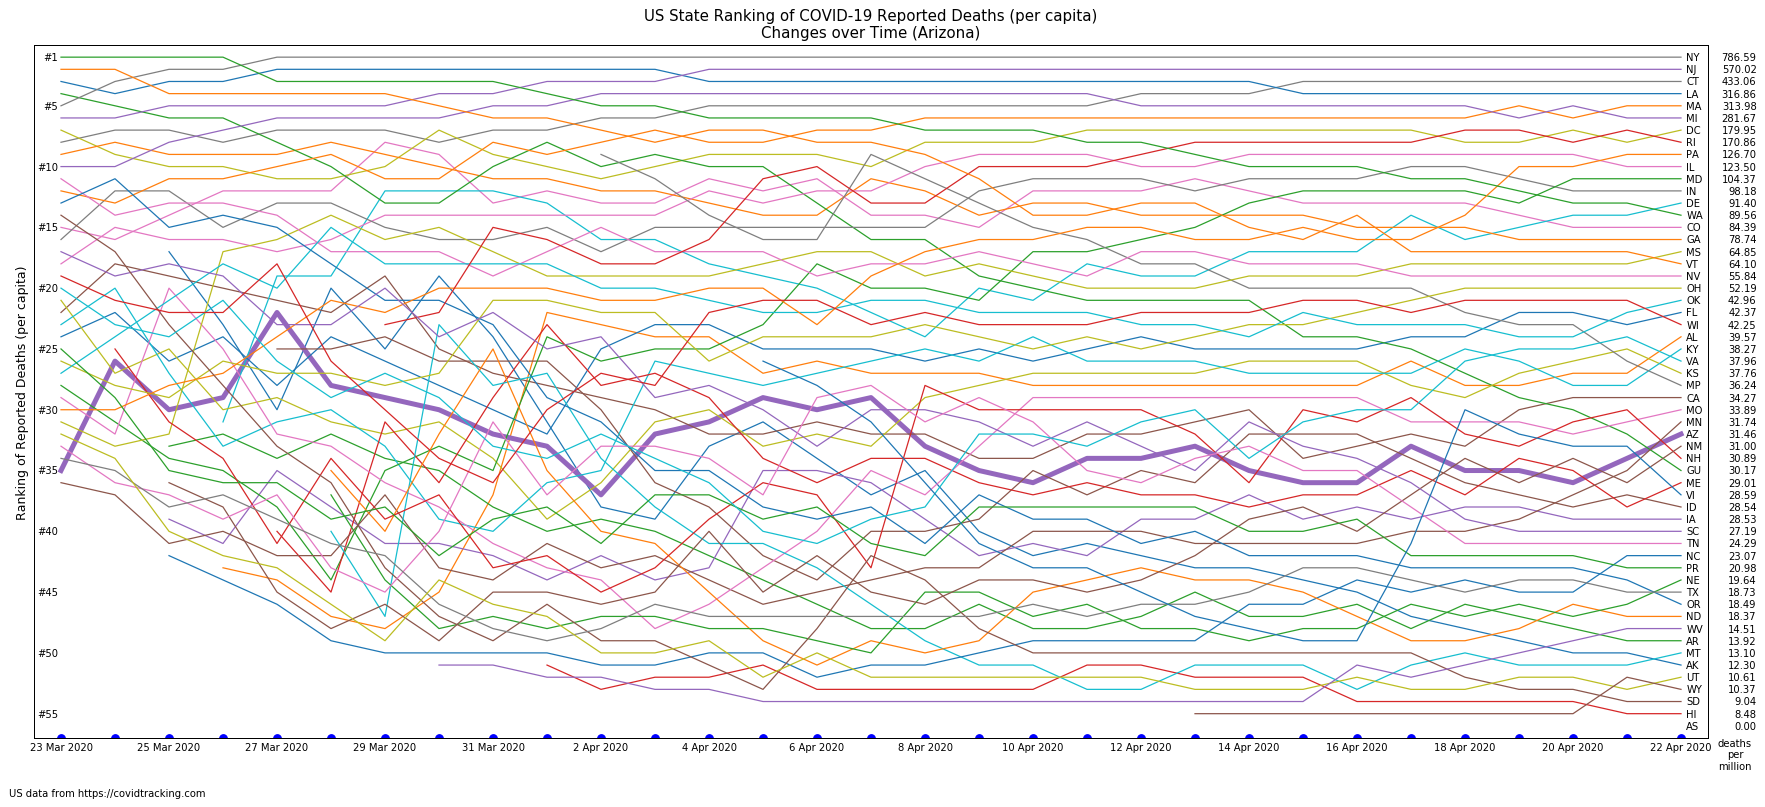 US State Ranking of COVID-19 Reported Deaths (per capita)
Changes over Time (Arizona)
Ranking of Reported Deaths (per capita)
#1
#5
#10
#15
#20
#25
#30
#35
#40
#45
#50
#55
NY 786.59
NJ 570.02
CT 433.06
LA 316.86
MA 313.98
MI 281.67
DC 179.95
RI 170.86
PA 126.70
IL 123.50
MD 104.37
IN 98.18
DE 91.40
WA 89.56
CO 84.39
GA 78.74
MS 64.85
VT 64.10
NV 55.84
OH 52.19
OK 42.96
FL 42.37
WI 42.25
AL 39.57
KY 38.27
VA 37.96
KS 37.76
MP 36.24
CA 34.27
MO 33.89
MN 31.74
AZ 31.46
NM 31.00
NH 30.89
GU 30.17
ME 29.01
VI 28.59
ID 28.54
IA 28.53
SC 27.19
TN 24.29
NC 23.07
PR 20.98
NE 19.64
TX 18.73
OR 18.49
ND 18.37
WV 14.51
AR 13.92
MT 13.10
AK 12.30
UT 10.61
WY 10.37
SD 9.04
HI 8.48
AS 0.00
23 Mar 2020 25 Mar 2020 27 Mar 2020 29 Mar 2020 31 Mar 2020 2 Apr 2020 4 Apr 2020 6 Apr 2020 8 Apr 2020 10 Apr 2020 12 Apr 2020 14 Apr 2020 16 Apr 2020 18 Apr 2020 20 Apr 2020 22 Apr 2020
deaths
per
million
US data from https://covidtracking.com